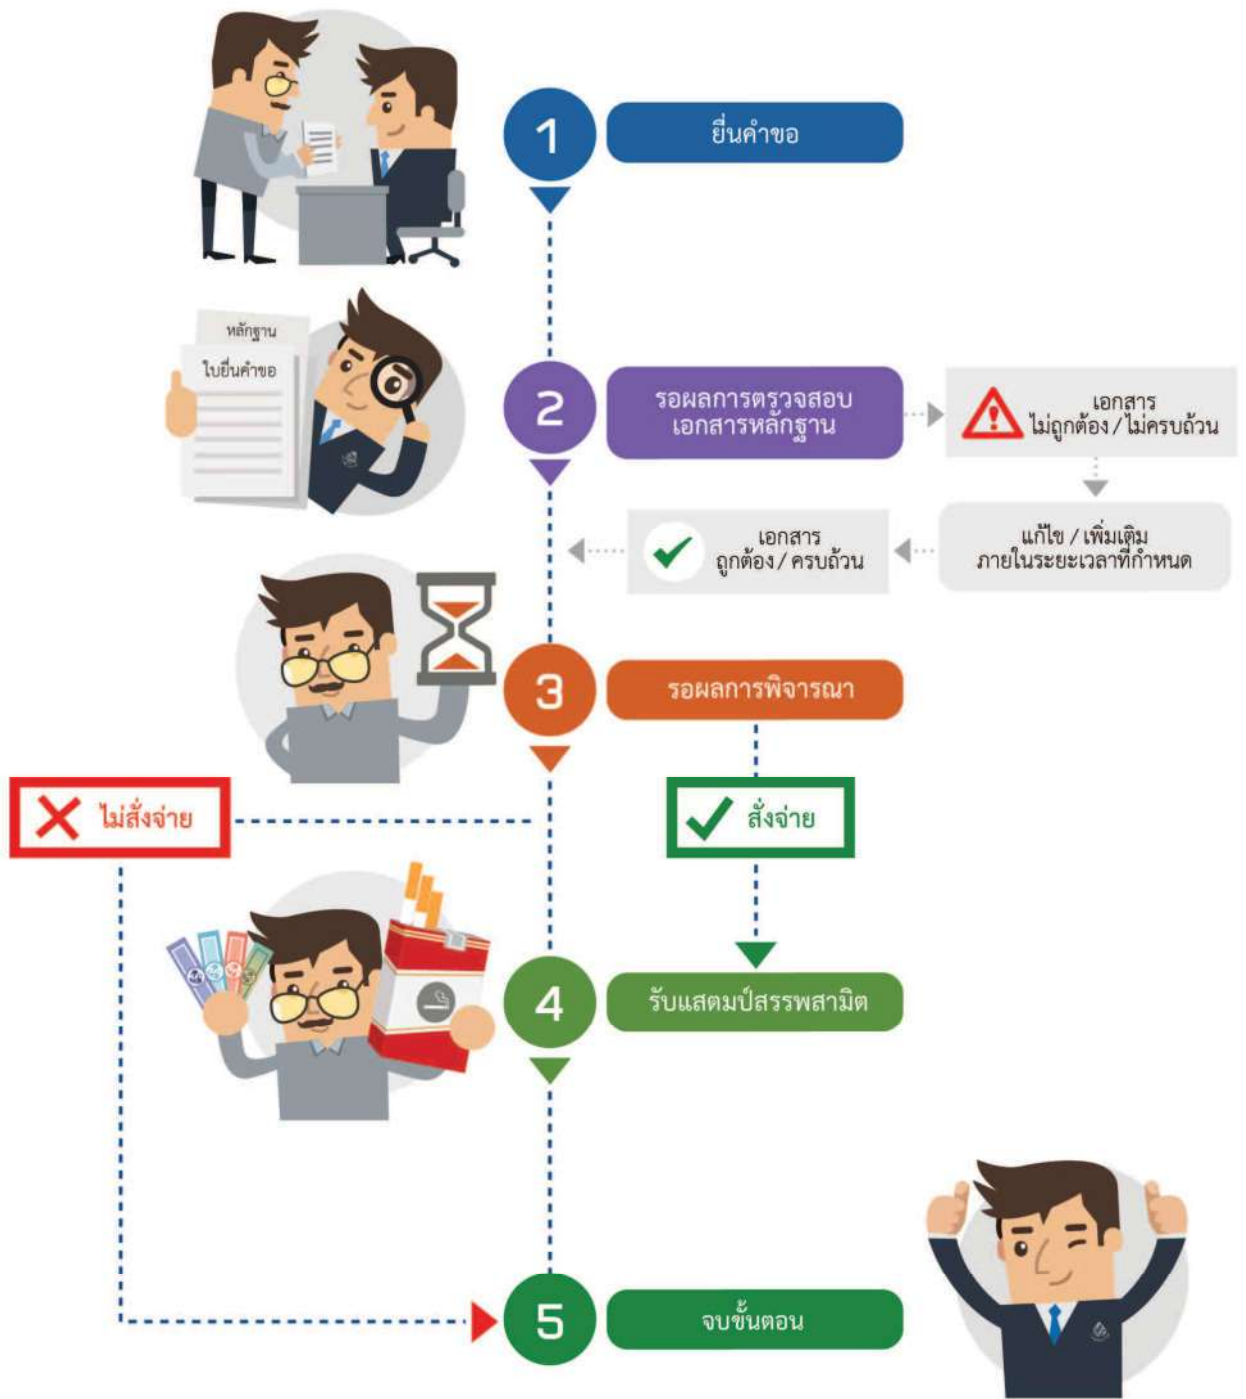 1
ยื่นคำขอ
หลักฐาน
ใบยื่นคำขอ
2
รอผลการตรวจสอบ
เอกสารหลักฐาน
เอกสาร
ไม่ถูกต้อง / ไม่ครบถ้วน
แก้ไข / เพิ่มเติม
ภายในระยะเวลาที่กำหนด
เอกสาร
ถูกต้อง / ครบถ้วน
3
รอผลการพิจารณา
ไม่สั่งจ่าย
สั่งจ่าย
4
รับแสตมป์สรรพสามิต
5
จบขั้นตอน